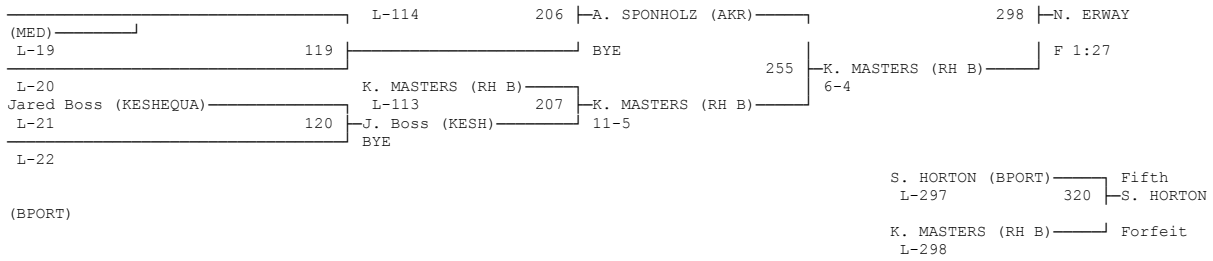 L-114 206 A. SPONHOLZ (AKR) 298 N. ERWAY
(MED)
L-19 119 BYE F 1:27
255 K. MASTERS (RH B)
L-20 K. MASTERS (RH B) 6-4
Jared Boss (KESHEQUA) L-113 207 K. MASTERS (RH B)
L-21 120 J. Boss (KESH) 11-5
BYE
L-22
S. HORTON (BPORT) Fifth
L-297 320 S. HORTON
(BPORT)
K. MASTERS (RH B) Forfeit
L-298